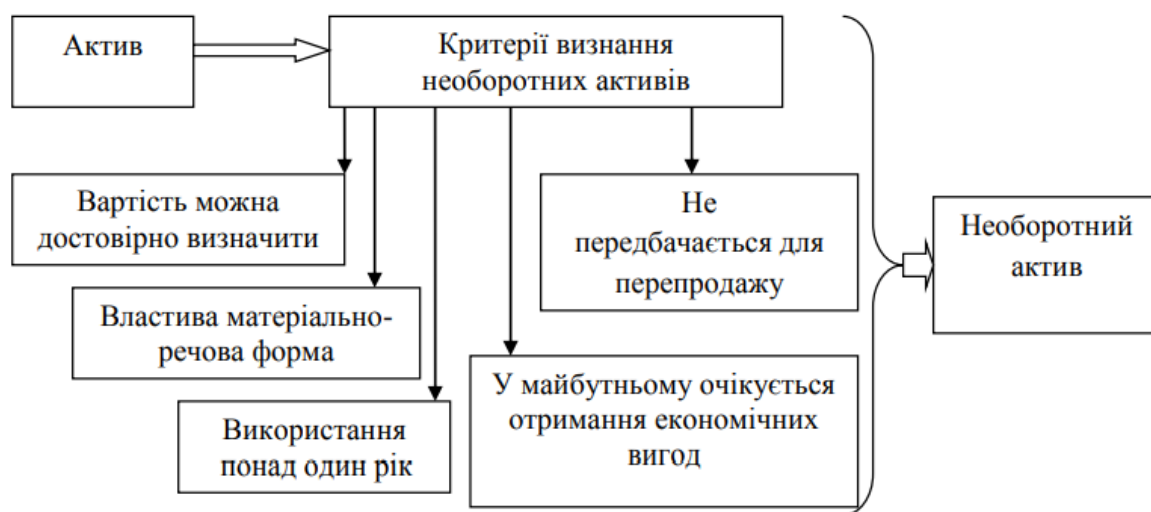 Актив
Критерії визнання
необоротних активів
Вартість можна
достовірно визначити
Не
передбачається для
перепродажу
Необоротний
актив
Властива матеріально-
речова форма
У майбутньому очікується
отримання економічних
вигод
Використання
понад один рік